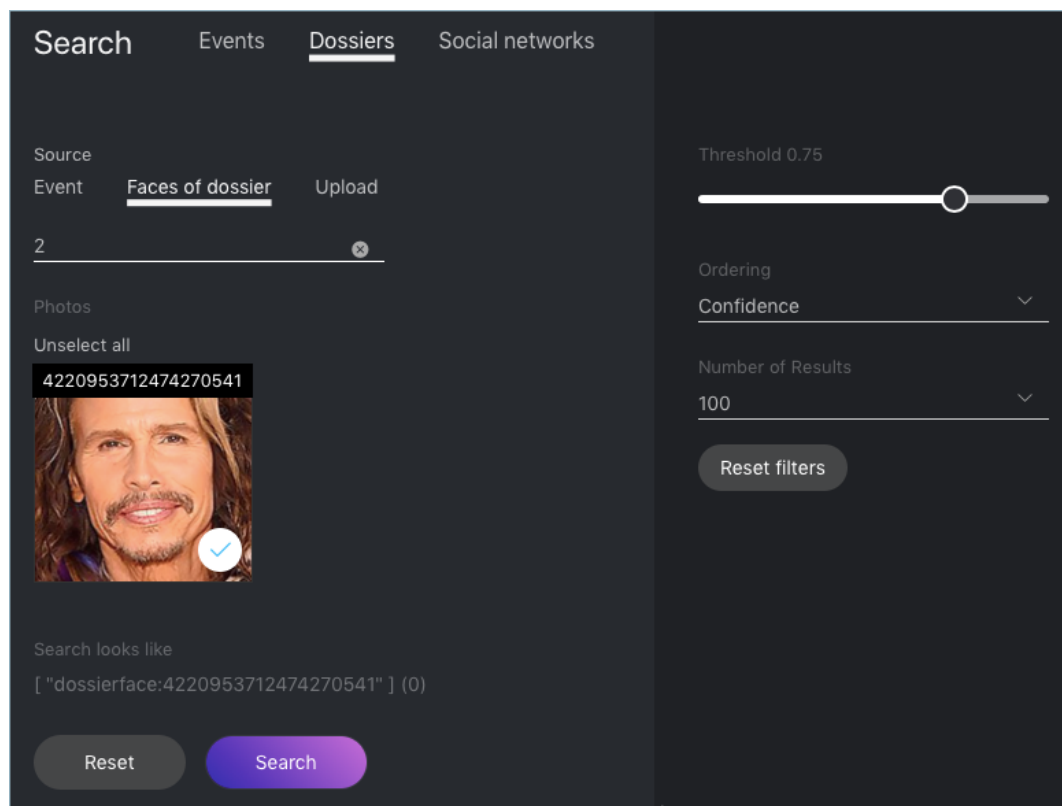 Search Events Dossiers Social networks
Source
Event Faces of dossier Upload
2
Photos
Unselect all
4220953712474270541
Search looks like
[ "dossierface:4220953712474270541" ] (0)
Reset Search
Threshold 0.75
Ordering
Confidence
Number of Results
100
Reset filters